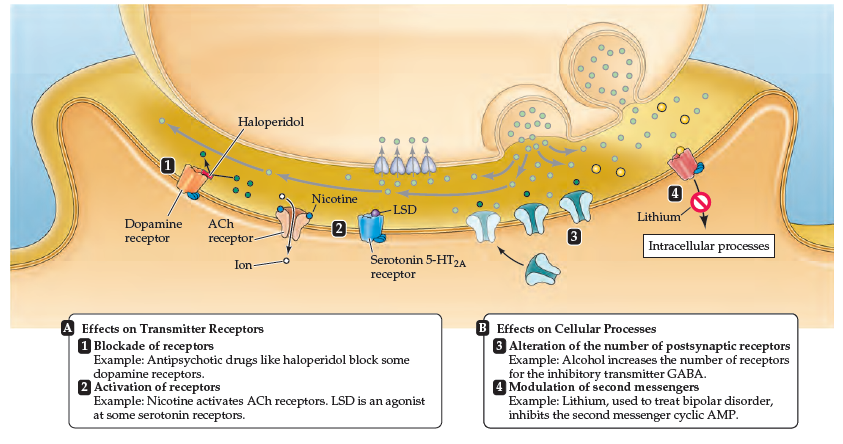 Haloperidol
1
Nicotine
LSD
Dopamine
receptor
ACh
receptor
2
Ion
Serotonin 5-HT2A
receptor
3
4
Lithium
Intracellular processes
A Effects on Transmitter Receptors
1 Blockade of receptors
Example: Antipsychotic drugs like haloperidol block some
dopamine receptors.
2 Activation of receptors
Example: Nicotine activates ACh receptors. LSD is an agonist
at some serotonin receptors.
B Effects on Cellular Processes
3 Alteration of the number of postsynaptic receptors
Example: Alcohol increases the number of receptors
for the inhibitory transmitter GABA.
4 Modulation of second messengers
Example: Lithium, used to treat bipolar disorder,
inhibits the second messenger cyclic AMP.